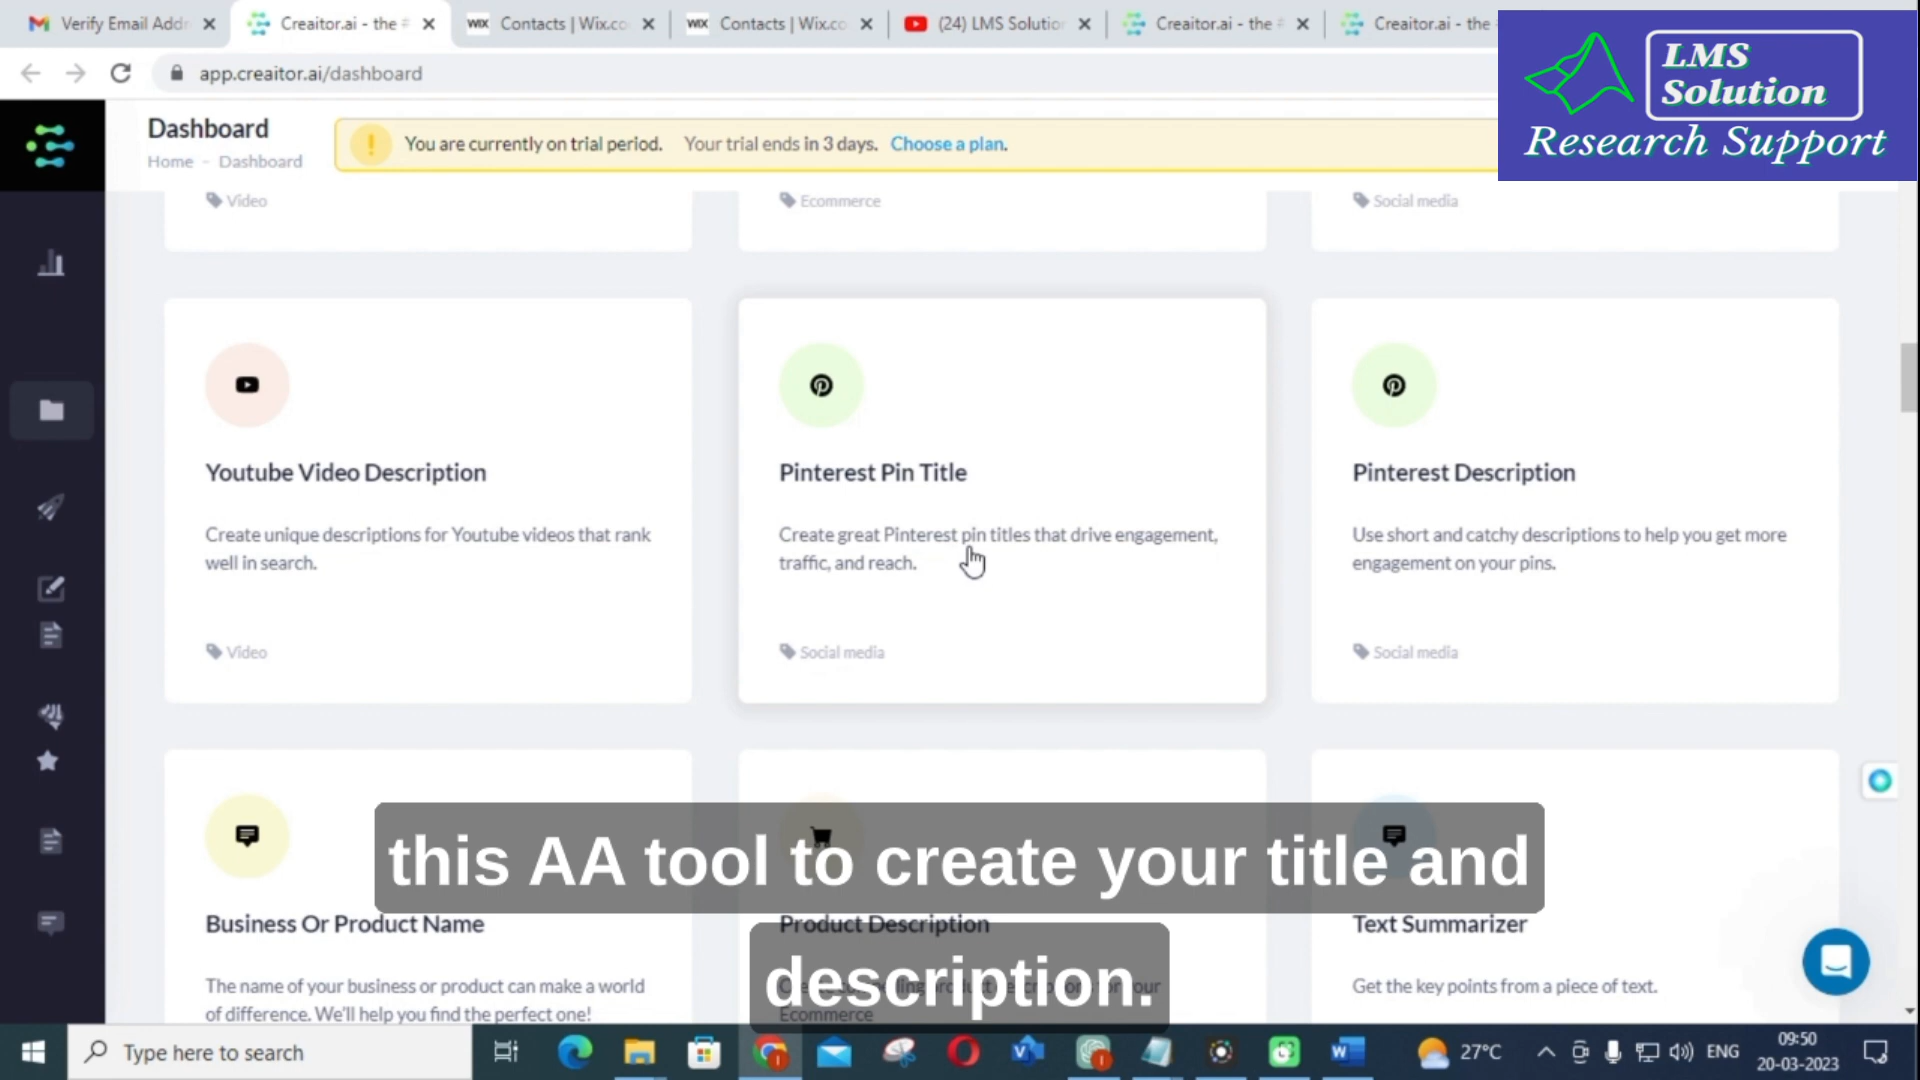 Verify Email Addr
Creaitor.ai - the #
WIX Contacts | Wix.co
WIX Contacts | Wix.co
(24) LMS Solution
Creaitor.ai - the #
Creaitor.ai - the
app.creaitor.ai/dashboard
LMS
Solution
Research Support
Dashboard
Home - Dashboard
You are currently on trial period. Your trial ends in 3 days. Choose a plan.
Video
Ecommerce
Social media
Youtube Video Description
Create unique descriptions for Youtube videos that rank
well in search.
Video
Pinterest Pin Title
Create great Pinterest pin titles that drive engagement,
traffic, and reach.
Social media
Pinterest Description
Use short and catchy descriptions to help you get more
engagement on your pins.
Social media
Business Or Product Name
The name of your business or product can make a world
of difference. We'll help you find the perfect one!
Product Description
Ecommerce
Text Summarizer
Get the key points from a piece of text.
this AA tool to create your title and
description.
Type here to search
27°C
ENG
09:50
20-03-2023